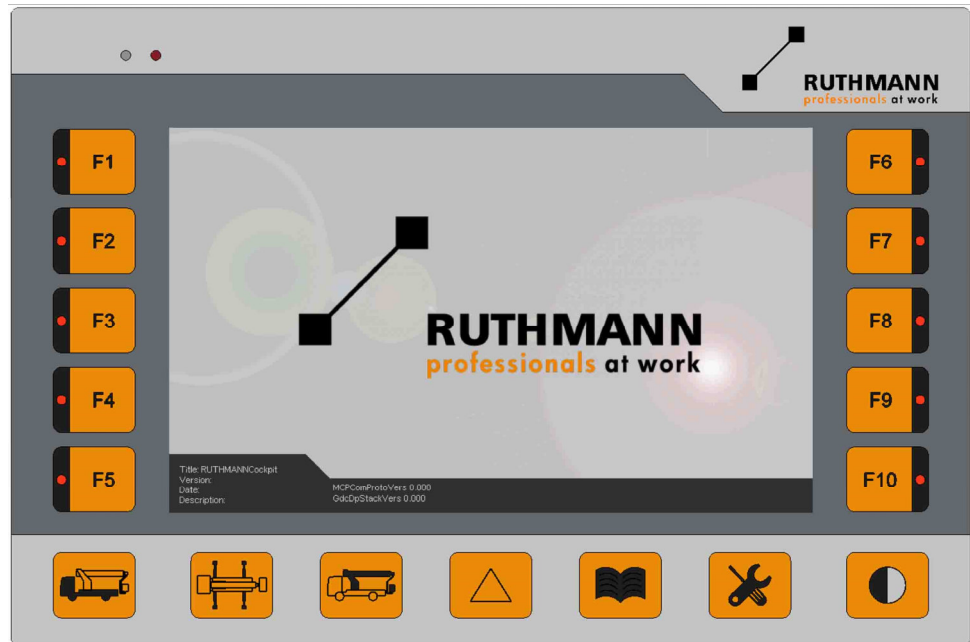 RUTHMANN
professionals at work
F1
F6
F2
F7
F3
F8
RUTHMANN
professionals at work
F4
F9
F5
F10
Title: RUTHMANNCockpit
Version:
Date:
Description:
MCPComProtoVers 0.000
GdcDpStackVers 0.000